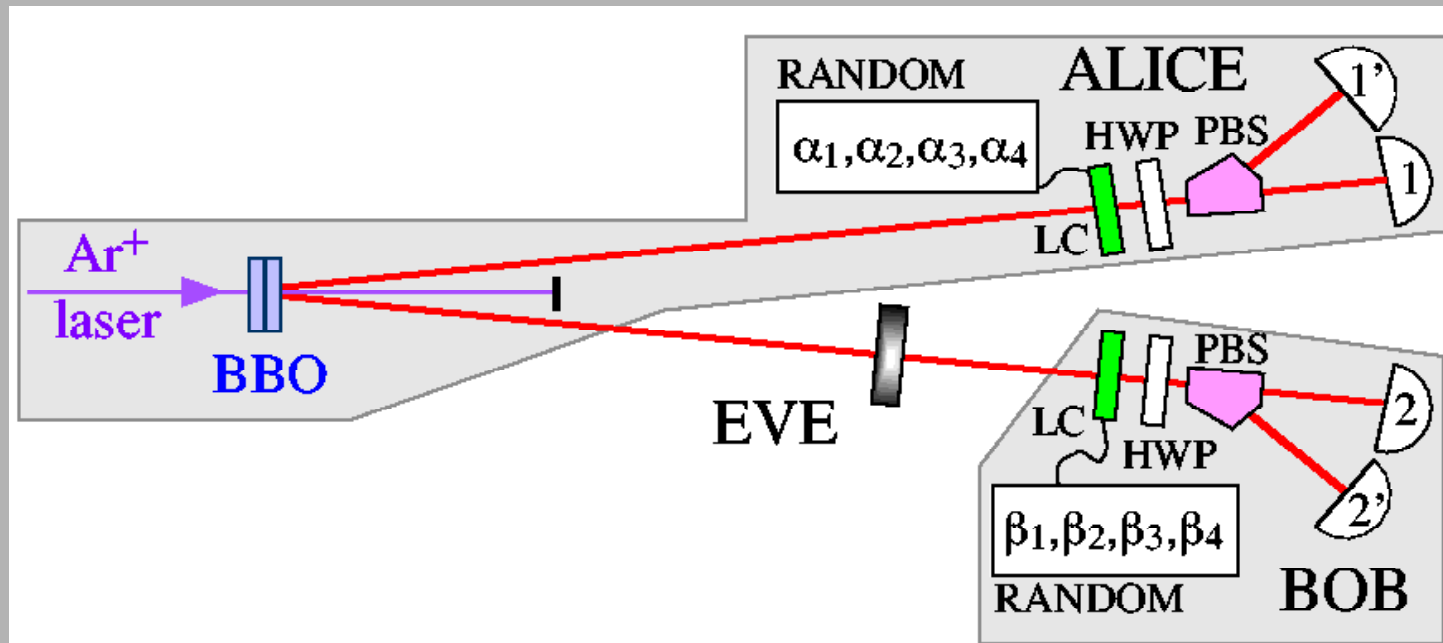 RANDOM
ALICE
α₁,α₂,α₃,α₄
HWP
PBS
1'
1
LC
Ar⁺
laser
BBO
EVE
LC
HWP
PBS
2
2'
β₁,β₂,β₃,β₄
RANDOM
BOB